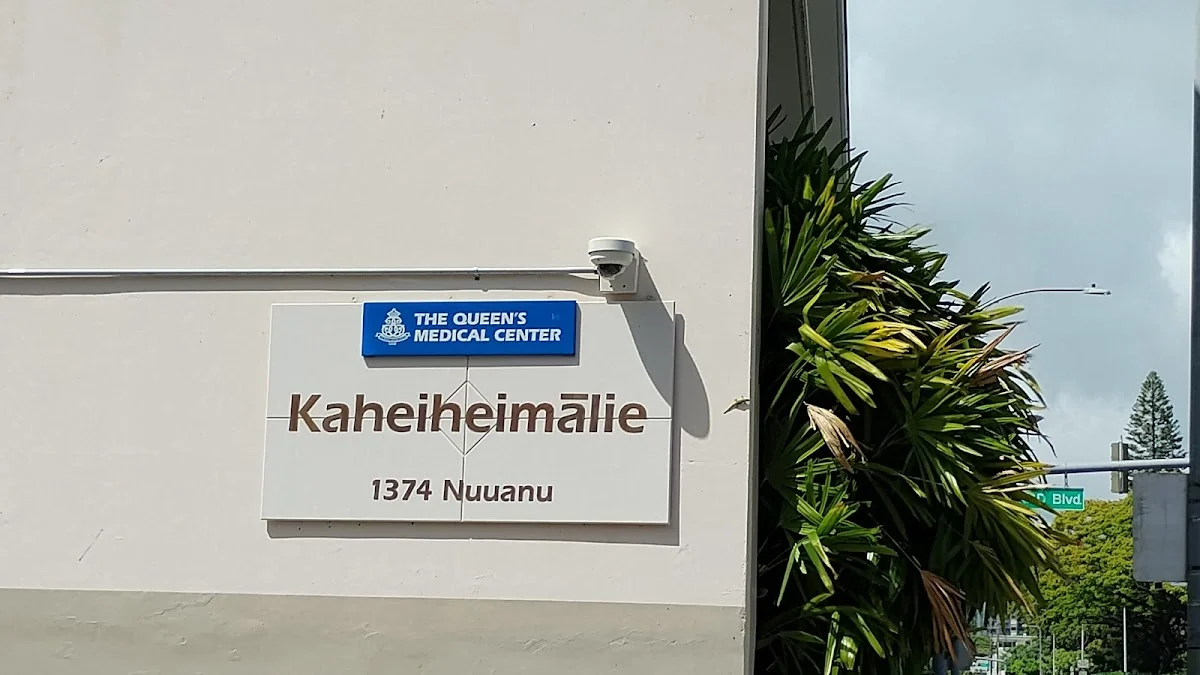 THE QUEEN'S
MEDICAL CENTER
Kaheiheimālie
1374 Nuuanu
Blvd